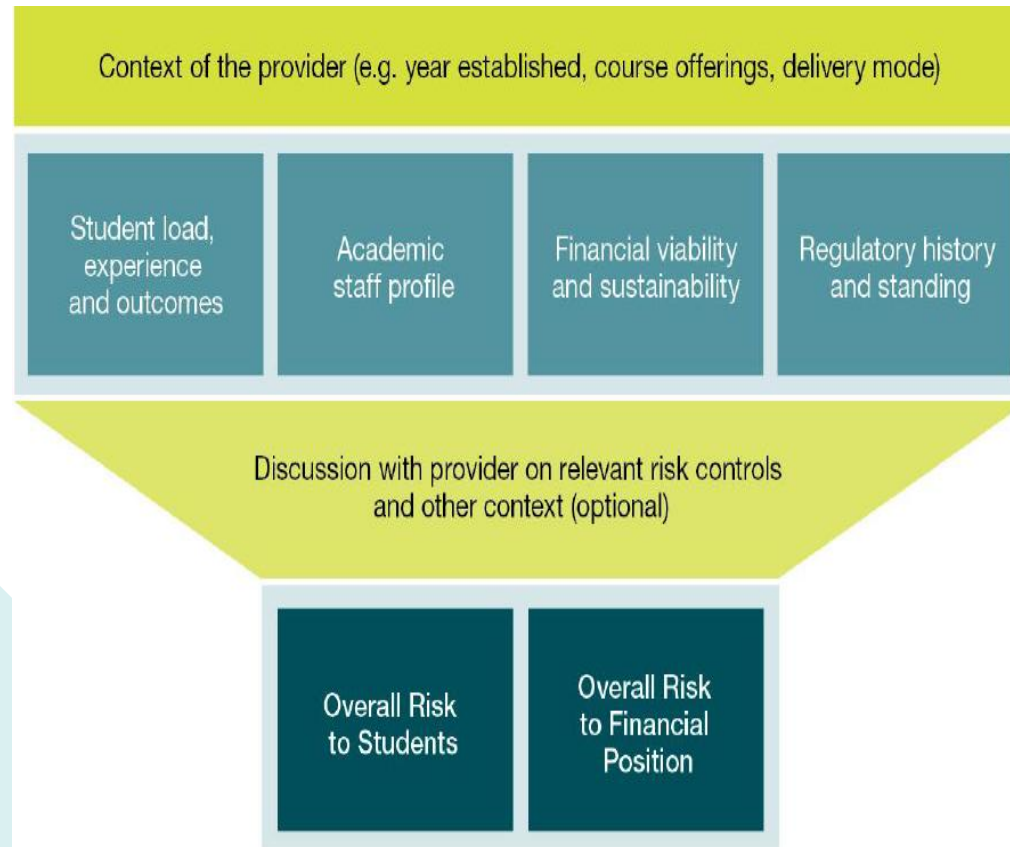 Context of the provider (e.g. year established, course offerings, delivery mode)
Student load,
experience
and outcomes
Academic
staff profile
Financial viability
and sustainability
Regulatory history
and standing
Discussion with provider on relevant risk controls
and other context (optional)
Overall Risk
to Students
Overall Risk
to Financial
Position